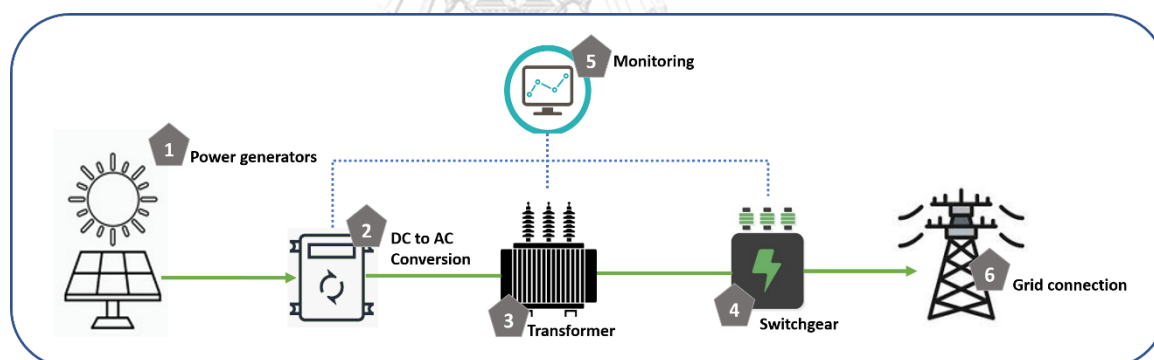 5
Monitoring
1
Power generators
2
DC to AC
Conversion
3
Transformer
4
Switchgear
6
Grid connection